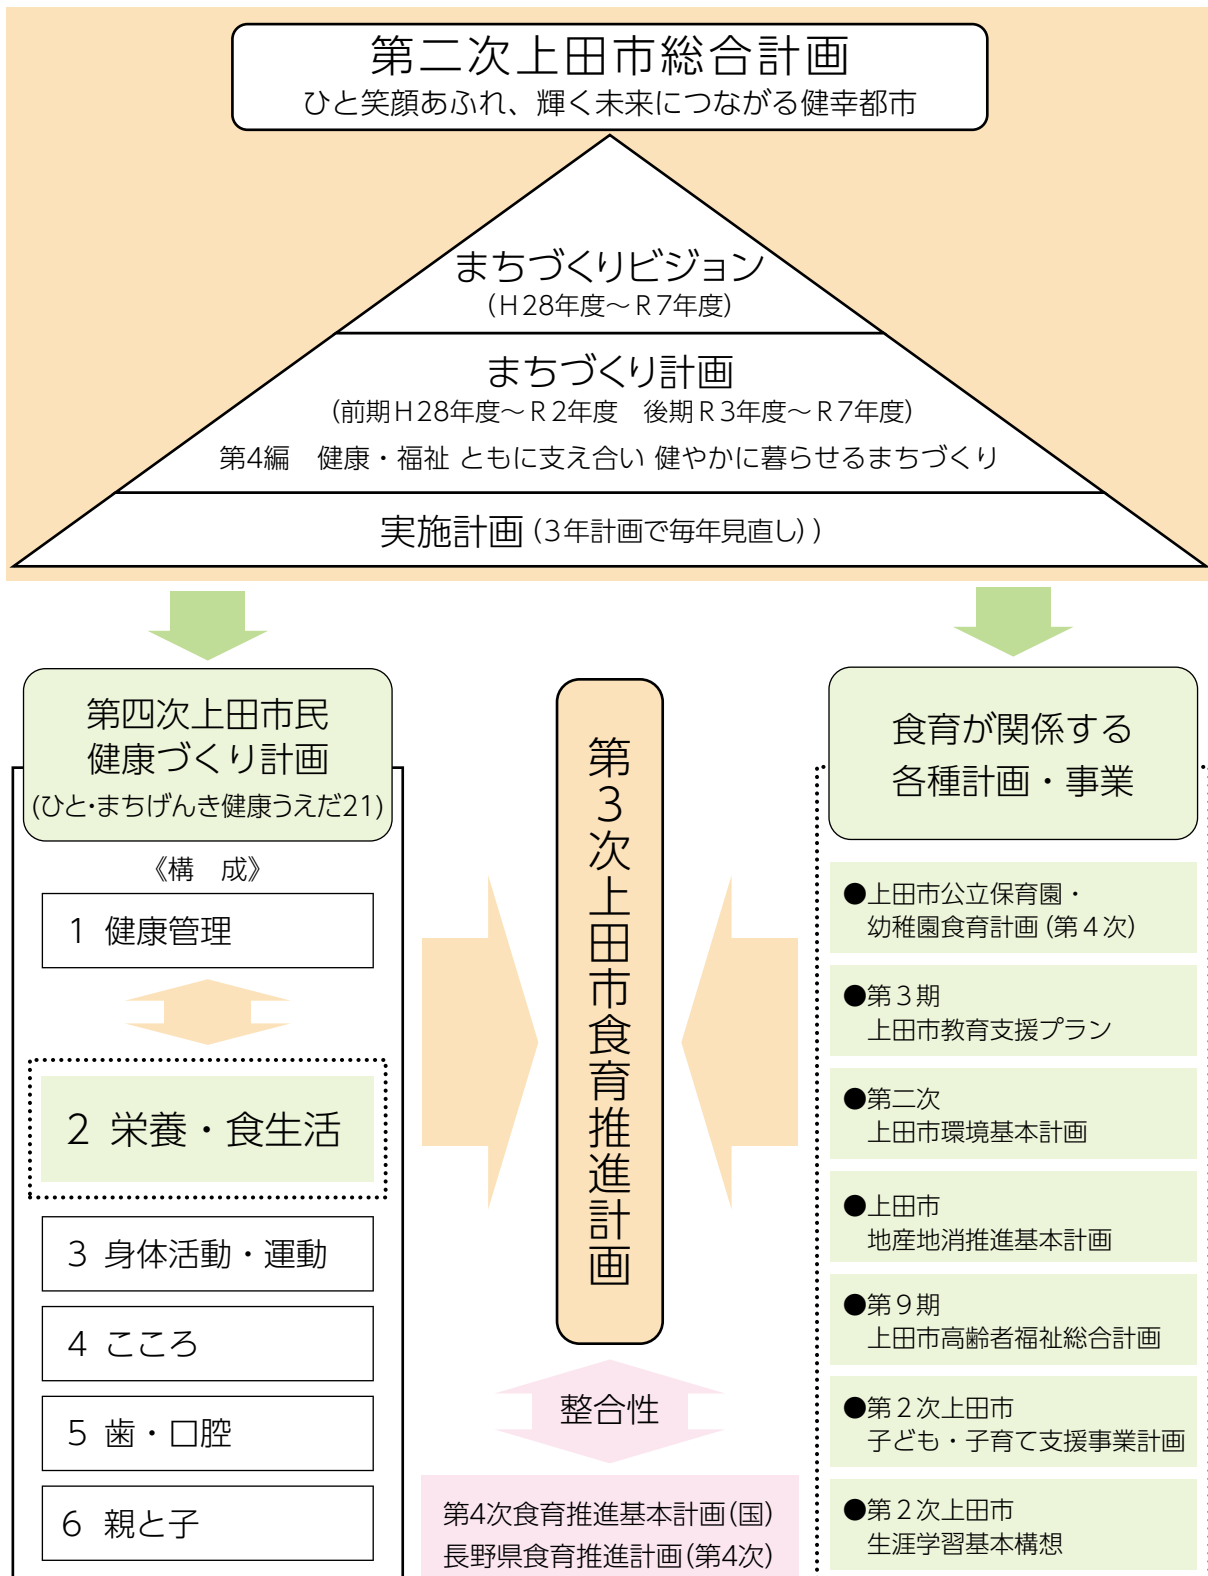 第二次上田市総合計画
ひと笑顔あふれ、輝く未来につながる健幸都市
まちづくりビジョン
(H28年度～R7年度)
まちづくり計画
(前期H28年度～R2年度　後期R3年度～R7年度)
第4編　健康・福祉 ともに支え合い 健やかに暮らせるまちづくり
実施計画 (3年計画で毎年見直し) )
第四次上田市民
健康づくり計画
(ひと・まちげんき健康うえだ21)
《構　成》
1 健康管理
2 栄養・食生活
3 身体活動・運動
4 こころ
5 歯・口腔
6 親と子
第3次上田市食育推進計画
整合性
第4次食育推進基本計画(国)
長野県食育推進計画(第4次)
食育が関係する
各種計画・事業
●上田市公立保育園・
幼稚園食育計画 (第４次)
●第３期
上田市教育支援プラン
●第二次
上田市環境基本計画
●上田市
地産地消推進基本計画
●第９期
上田市高齢者福祉総合計画
●第２次上田市
子ども・子育て支援事業計画
●第２次上田市
生涯学習基本構想